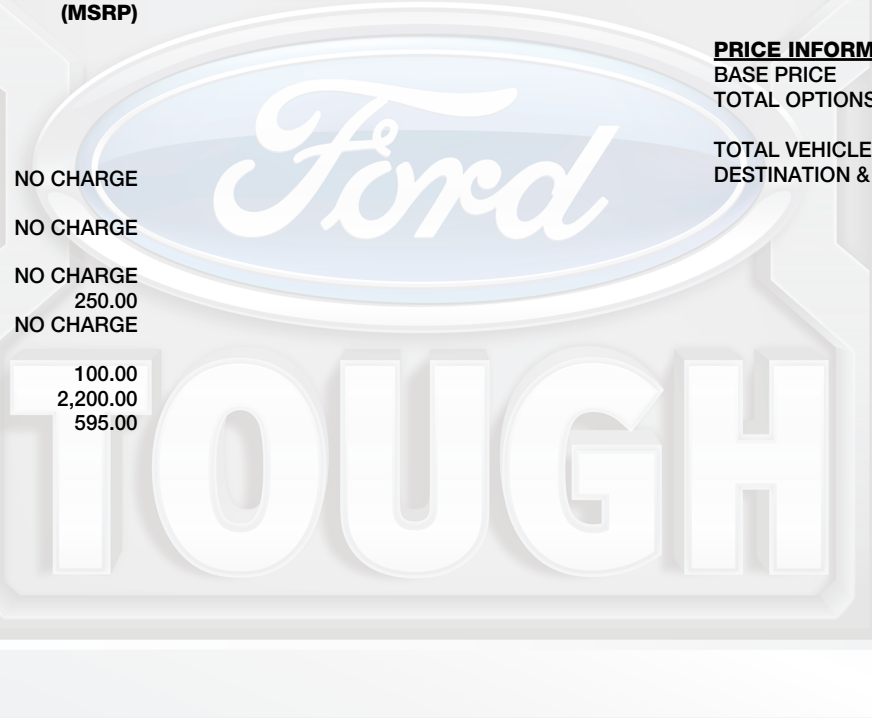 (MSRP)
NO CHARGE
NO CHARGE
NO CHARGE
250.00
NO CHARGE
100.00
2,200.00
595.00
PRICE INFORM
BASE PRICE
TOTAL OPTIONS
TOTAL VEHICLE
DESTINATION &
Ford
TOUGH